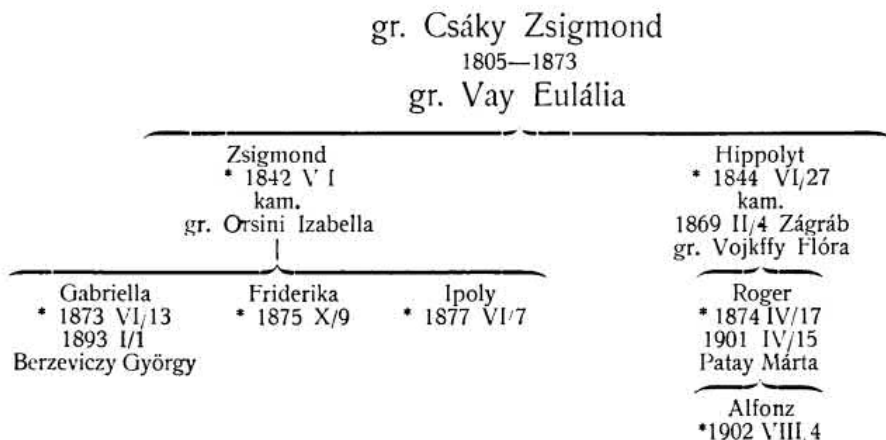 gr. Csáky Zsigmond
1805—1873
gr. Vay Eulália
Zsigmond
* 1842 VI
kam.
gr. Orsini Izabella
Hippolyt
* 1844 VI/27
kam.
1869 II/4 Zágráb
gr. Vojkffy Flóra
Gabriella
* 1873 VI/13
1893 I/1
Berzeviczy György
Friderika
* 1875 X/9
Ipoly
* 1877 VI/7
Roger
* 1874 IV/17
1901 IV/15
Patay Márta
Alfonz
*1902 VIII.4